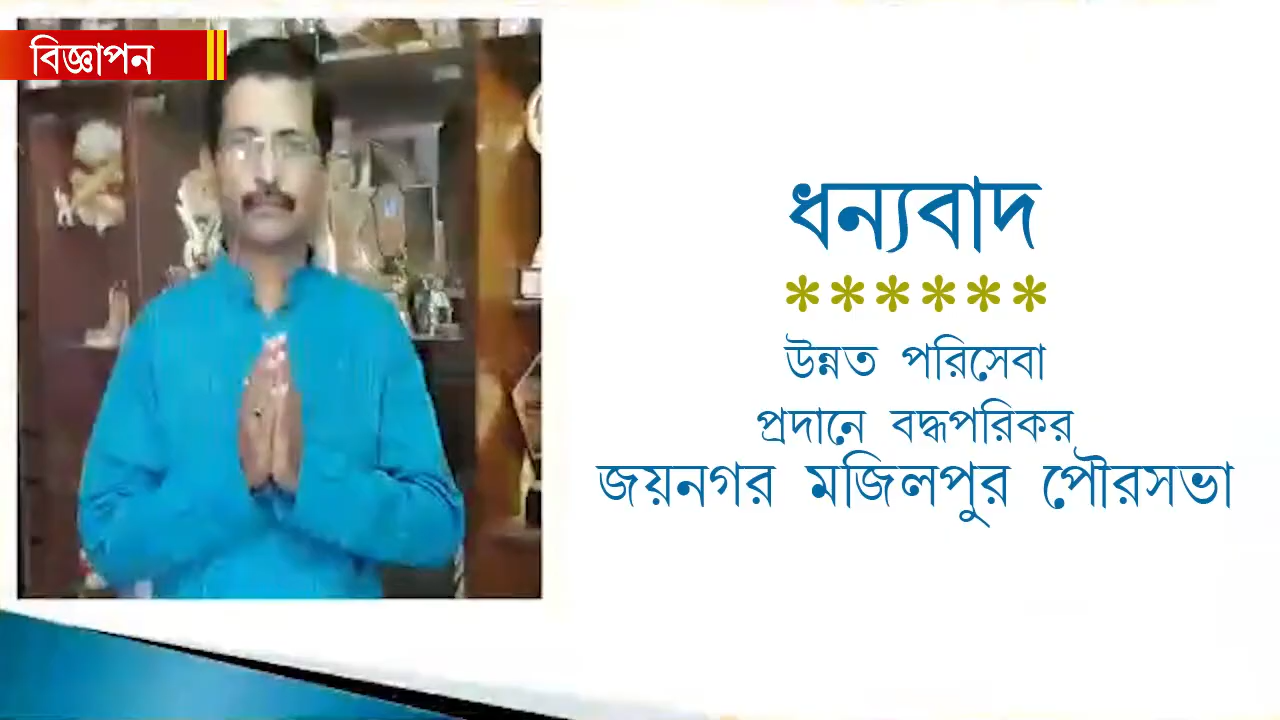 বিজ্ঞাপন
ধন্যবাদ
******
উন্নত পরিসেবা
প্রদানে বদ্ধপরিকর
জয়নগর মজিলপুর পৌরসভা